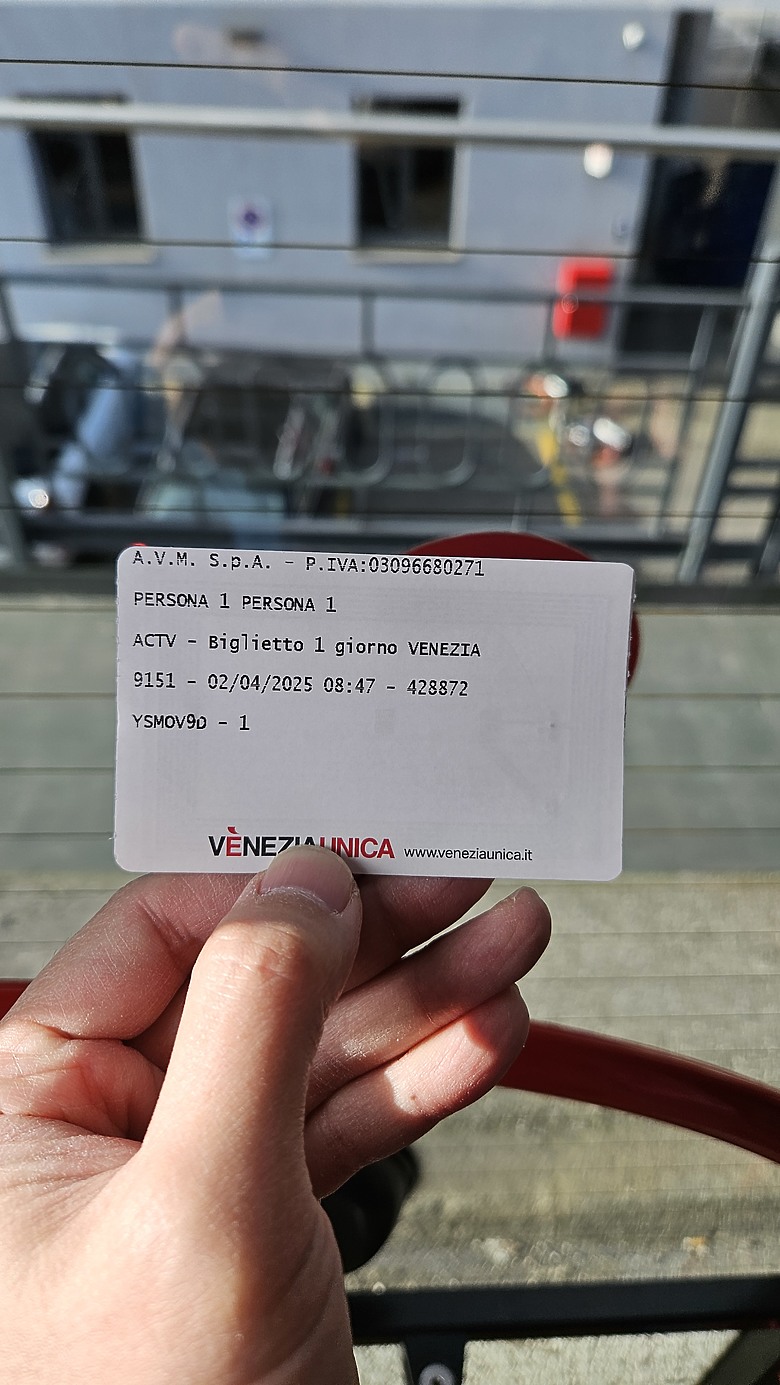 A.V.M. S.p.A. - P.IVA:03096680271
PERSONA 1 PERSONA 1
ACTV - Biglietto 1 giorno VENEZIA
9151 - 02/04/2025 08:47 - 428872
YSMOV9D - 1
VÈNEZIAUNICA www.veneziaunica.it